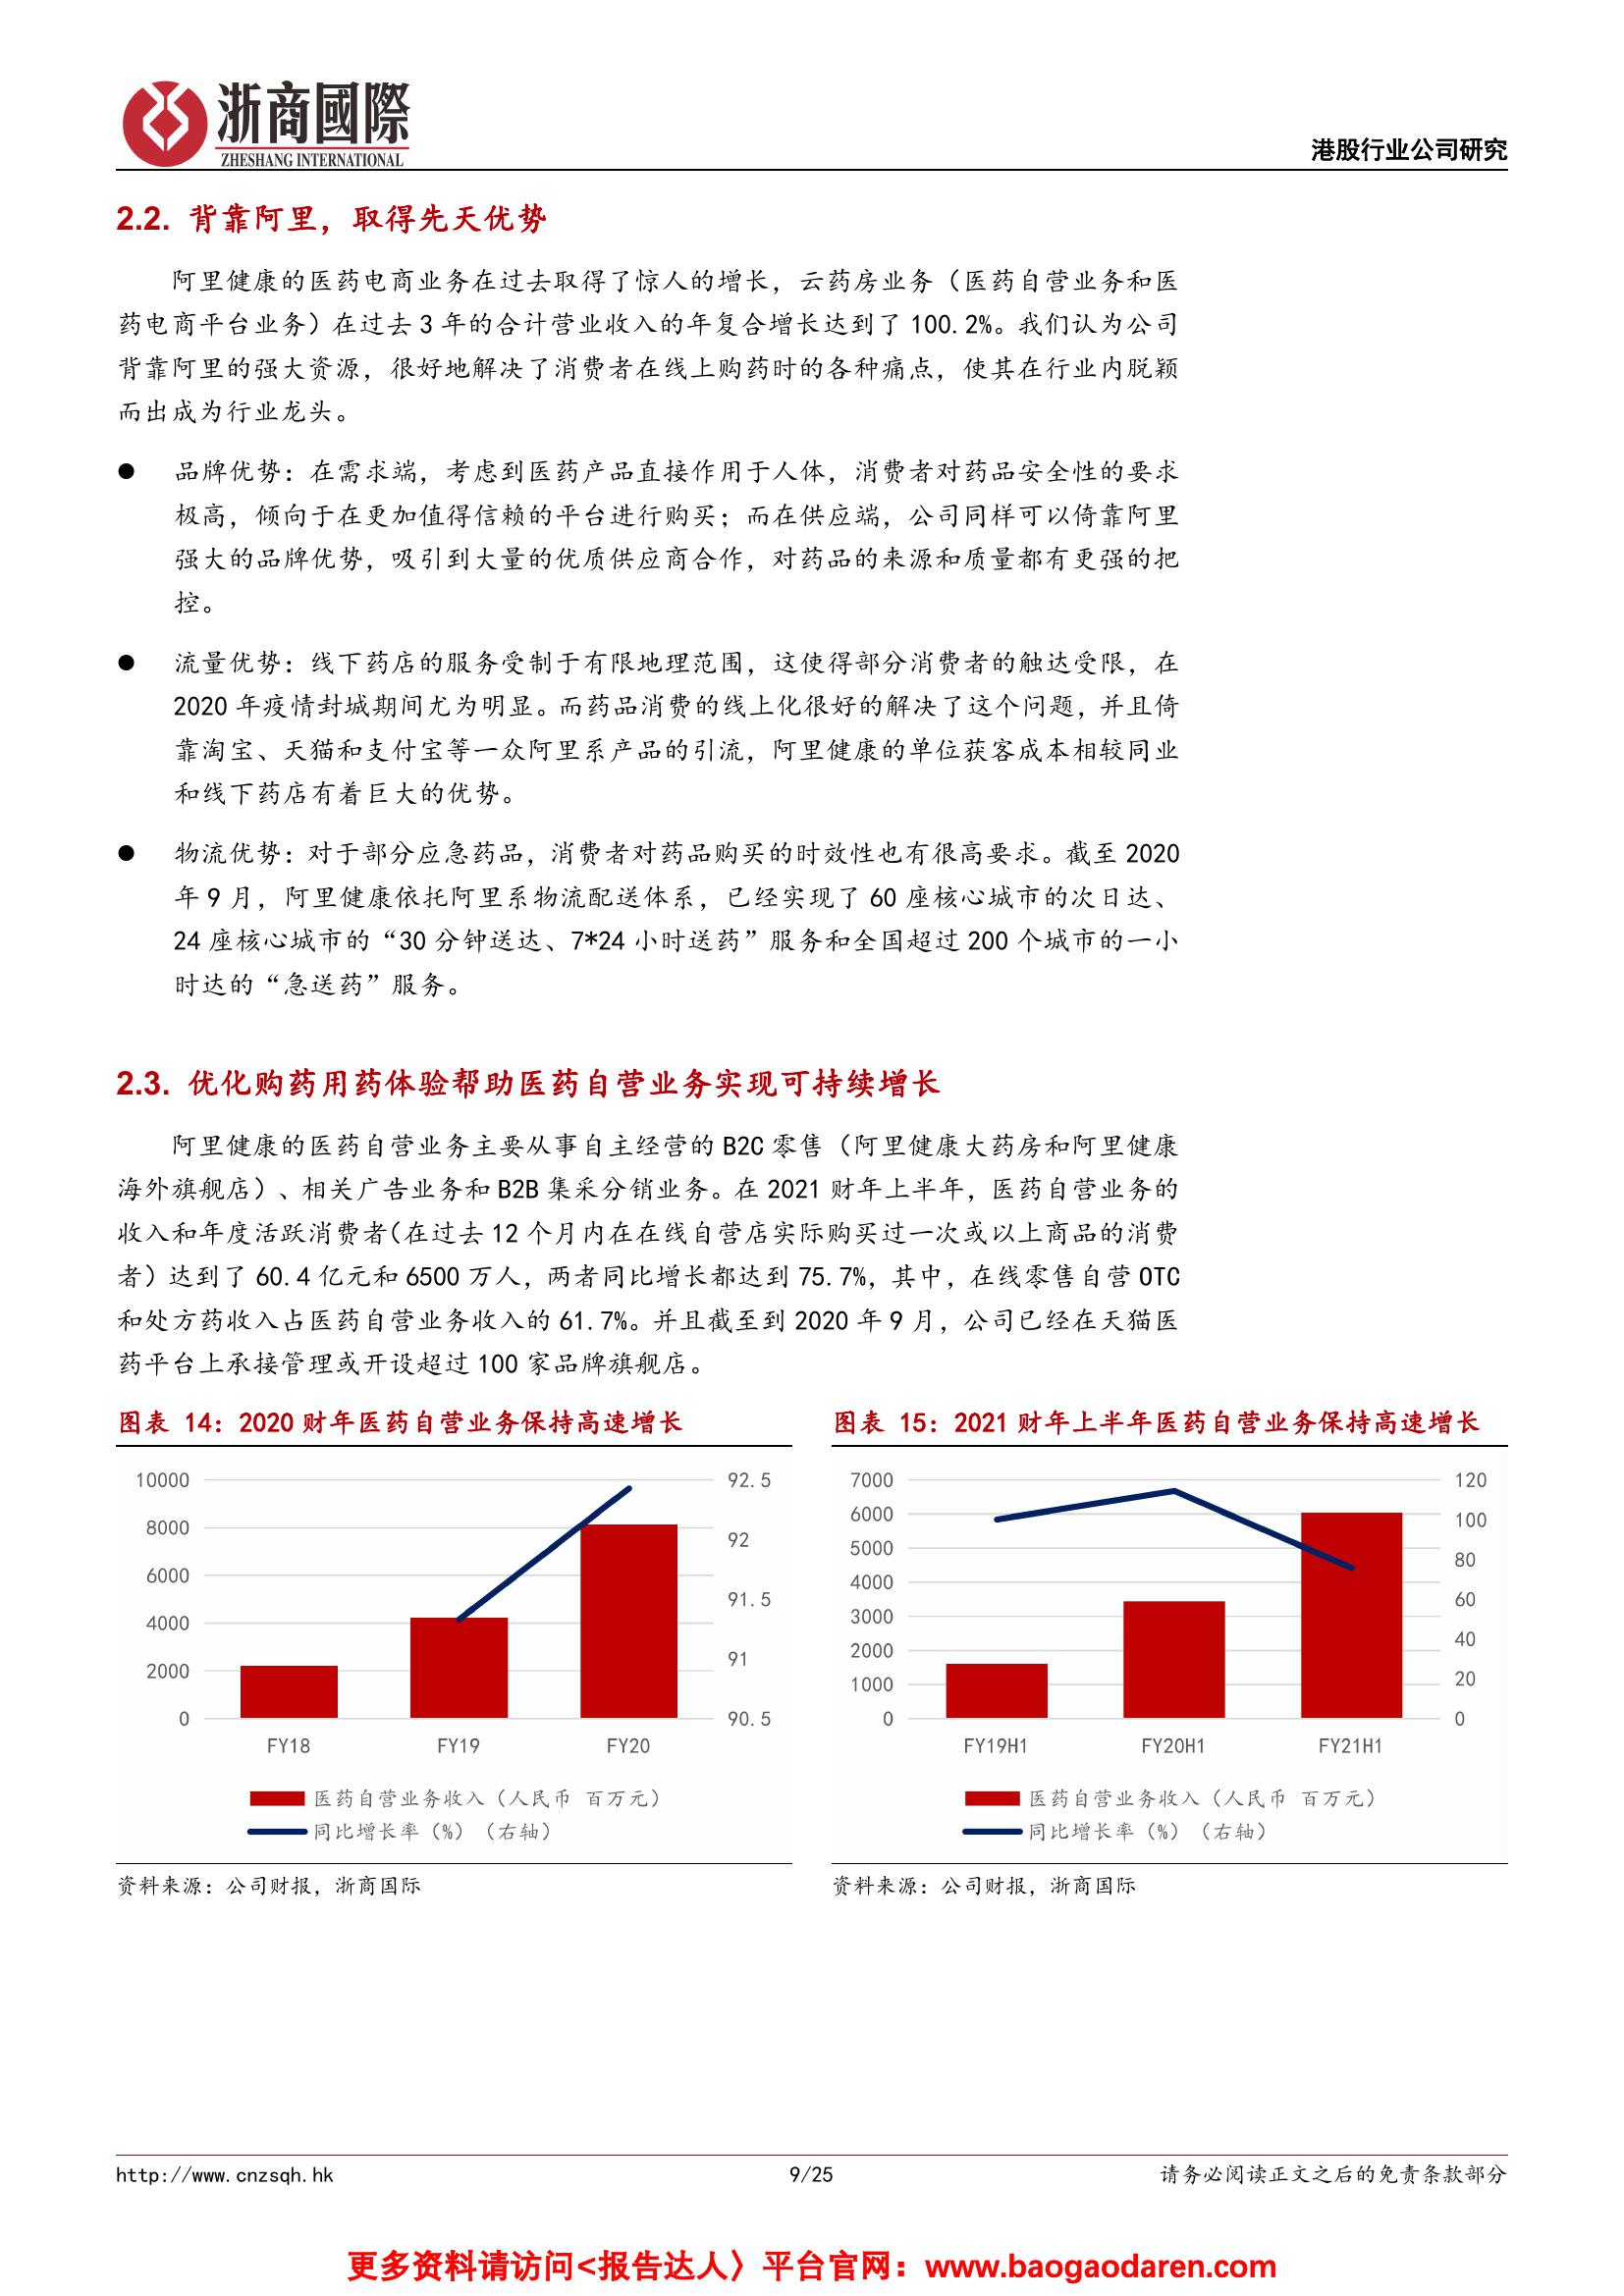 浙商國際
ZHESHANG INTERNATIONAL
港股行业公司研究
2.2. 背靠阿里，取得先天优势
阿里健康的医药电商业务在过去取得了惊人的增长，云药房业务（医药自营业务和医
药电商平台业务）在过去 3 年的合计营业收入的年复合增长达到了 100.2%。我们认为公司
背靠阿里的强大资源，很好地解决了消费者在线上购药时的各种痛点，使其在行业内脱颖
而出成为行业龙头。
● 品牌优势：在需求端，考虑到医药产品直接作用于人体，消费者对药品安全性的要求
极高，倾向于在更加值得信赖的平台进行购买；而在供应端，公司同样可以倚靠阿里
强大的品牌优势，吸引到大量的优质供应商合作，对药品的来源和质量都有更强的把
控。
● 流量优势：线下药店的服务受制于有限地理范围，这使得部分消费者的触达受限，在
2020 年疫情封城期间尤为明显。而药品消费的线上化很好的解决了这个问题，并且倚
靠淘宝、天猫和支付宝等一众阿里系产品的引流，阿里健康的单位获客成本相较同业
和线下药店有着巨大的优势。
● 物流优势：对于部分应急药品，消费者对药品购买的时效性也有很高要求。截至 2020
年 9 月，阿里健康依托阿里系物流配送体系，已经实现了 60 座核心城市的次日达、
24 座核心城市的“30 分钟送达、7*24 小时送药”服务和全国超过 200 个城市的一小
时达的“急送药”服务。
2.3. 优化购药用药体验帮助医药自营业务实现可持续增长
阿里健康的医药自营业务主要从事自主经营的 B2C 零售（阿里健康大药房和阿里健康
海外旗舰店）、相关广告业务和 B2B 集采分销业务。在 2021 财年上半年，医药自营业务的
收入和年度活跃消费者（在过去 12 个月内在在线自营店实际购买过一次或以上商品的消费
者）达到了 60.4 亿元和 6500 万人，两者同比增长都达到 75.7%，其中，在线零售自营 OTC
和处方药收入占医药自营业务收入的 61.7%。并且截至到 2020 年 9 月，公司已经在天猫医
药平台上承接管理或开设超过 100 家品牌旗舰店。
图表 14：2020 财年医药自营业务保持高速增长
10000
8000
6000
4000
2000
0
92.5
92
91.5
91
90.5
FY18 FY19 FY20
医药自营业务收入（人民币 百万元）
同比增长率（%）（右轴）
资料来源：公司财报，浙商国际
图表 15：2021 财年上半年医药自营业务保持高速增长
7000
6000
5000
4000
3000
2000
1000
0
120
100
80
60
40
20
0
FY19H1 FY20H1 FY21H1
医药自营业务收入（人民币 百万元）
同比增长率（%）（右轴）
资料来源：公司财报，浙商国际
http://www.cnzsqh.hk 9/25 请务必阅读正文之后的免责条款部分
更多资料请访问<报告达人〉平台官网：www.baogaodaren.com